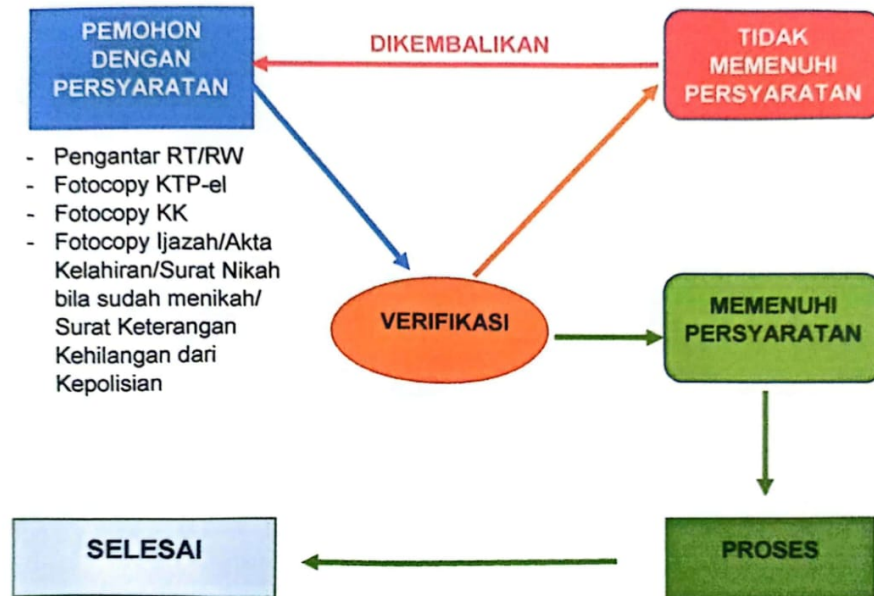 PEMOHON
DENGAN
PERSYARATAN
DIKEMBALIKAN
TIDAK
MEMENUHI
PERSYARATAN
- Pengantar RT/RW
- Fotocopy KTP-el
- Fotocopy KK
- Fotocopy Ijazah/Akta
Kelahiran/Surat Nikah
bila sudah menikah/
Surat Keterangan
Kehilangan dari
Kepolisian
VERIFIKASI
MEMENUHI
PERSYARATAN
SELESAI
PROSES